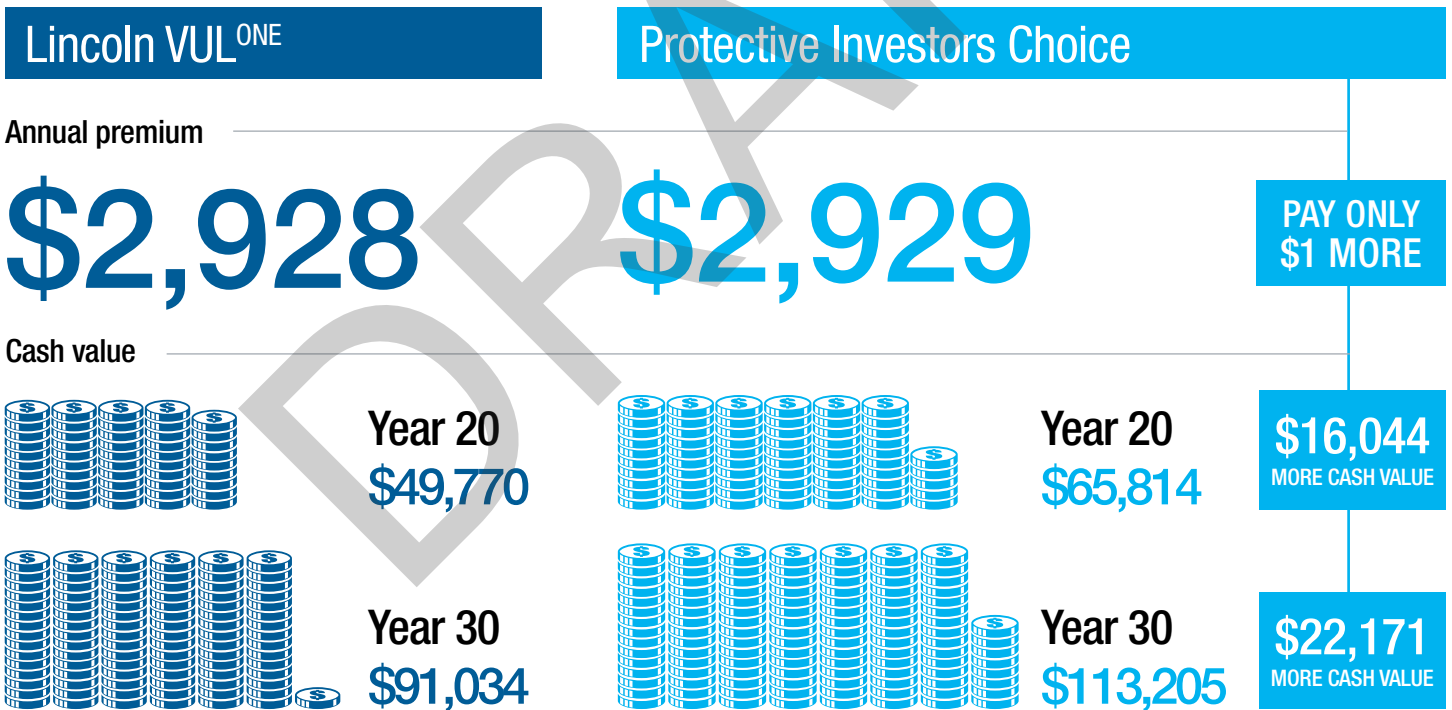 Lincoln VULONE
Protective Investors Choice
Annual premium
$2,928
$2,929
PAY ONLY
$1 MORE
Cash value
Year 20
$49,770
Year 20
$65,814
$16,044
MORE CASH VALUE
Year 30
$91,034
Year 30
$113,205
$22,171
MORE CASH VALUE
DRA